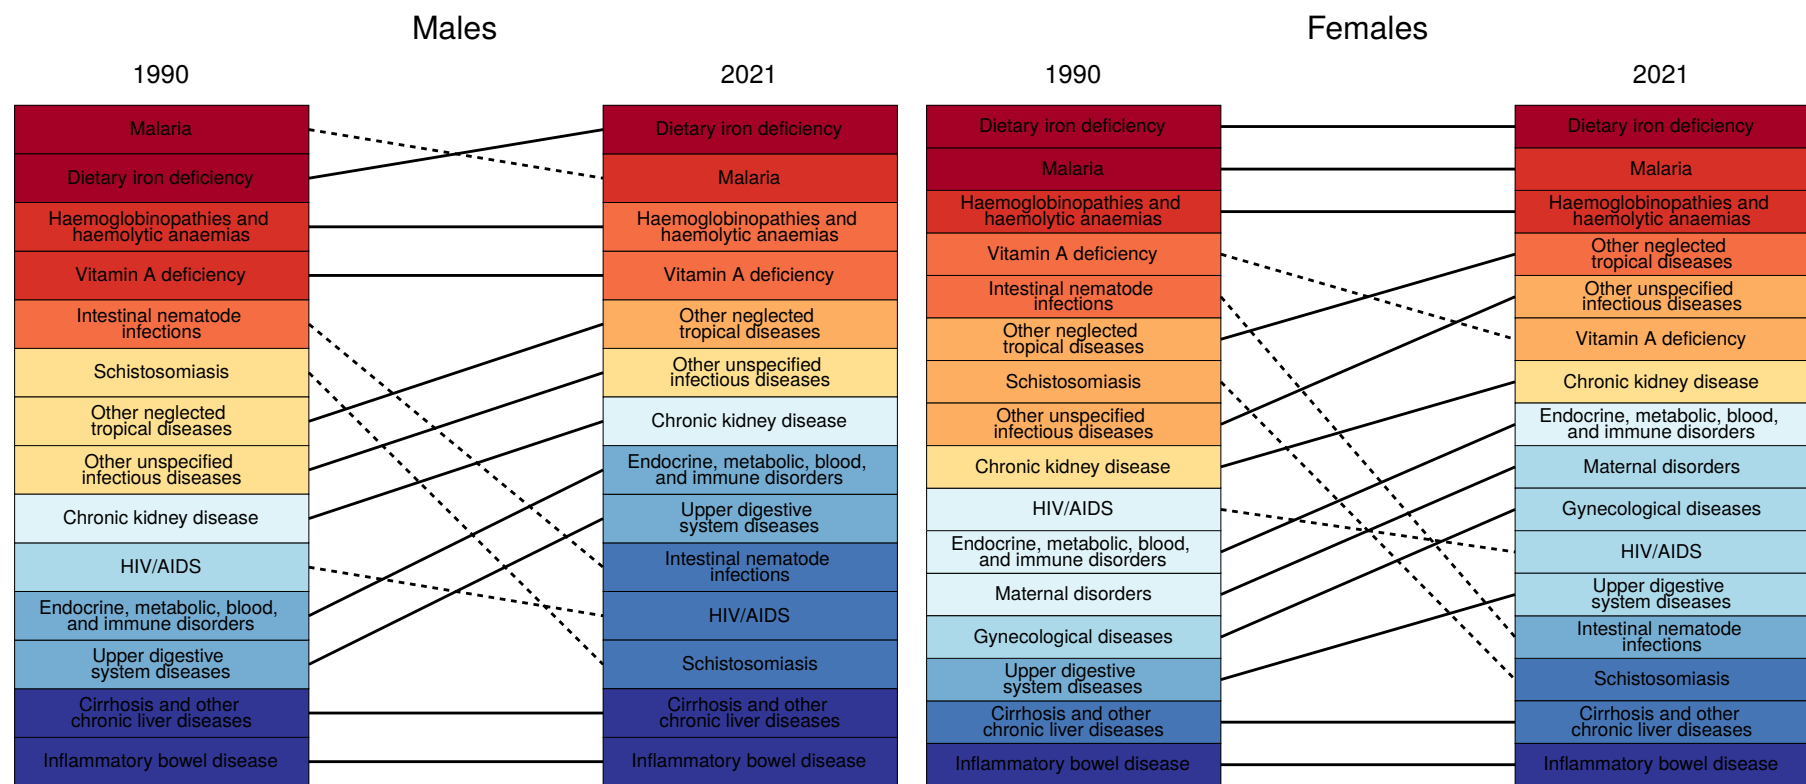 Males
1990
2021
Malaria
Dietary iron deficiency
Haemoglobinopathies and
haemolytic anaemias
Vitamin A deficiency
Intestinal nematode
infections
Schistosomiasis
Other neglected
tropical diseases
Other unspecified
infectious diseases
Chronic kidney disease
HIV/AIDS
Endocrine, metabolic, blood,
and immune disorders
Upper digestive
system diseases
Cirrhosis and other
chronic liver diseases
Inflammatory bowel disease
Dietary iron deficiency
Malaria
Haemoglobinopathies and
haemolytic anaemias
Vitamin A deficiency
Other neglected
tropical diseases
Other unspecified
infectious diseases
Chronic kidney disease
Endocrine, metabolic, blood,
and immune disorders
Upper digestive
system diseases
Intestinal nematode
infections
HIV/AIDS
Schistosomiasis
Cirrhosis and other
chronic liver diseases
Inflammatory bowel disease
Females
1990
2021
Dietary iron deficiency
Malaria
Haemoglobinopathies and
haemolytic anaemias
Vitamin A deficiency
Intestinal nematode
infections
Other neglected
tropical diseases
Schistosomiasis
Other unspecified
infectious diseases
Chronic kidney disease
HIV/AIDS
Endocrine, metabolic, blood,
and immune disorders
Maternal disorders
Gynecological diseases
Upper digestive
system diseases
Cirrhosis and other
chronic liver diseases
Inflammatory bowel disease
Dietary iron deficiency
Malaria
Haemoglobinopathies and
haemolytic anaemias
Other neglected
tropical diseases
Other unspecified
infectious diseases
Vitamin A deficiency
Chronic kidney disease
Endocrine, metabolic, blood,
and immune disorders
Maternal disorders
Gynecological diseases
HIV/AIDS
Upper digestive
system diseases
Intestinal nematode
infections
Schistosomiasis
Cirrhosis and other
chronic liver diseases
Inflammatory bowel disease